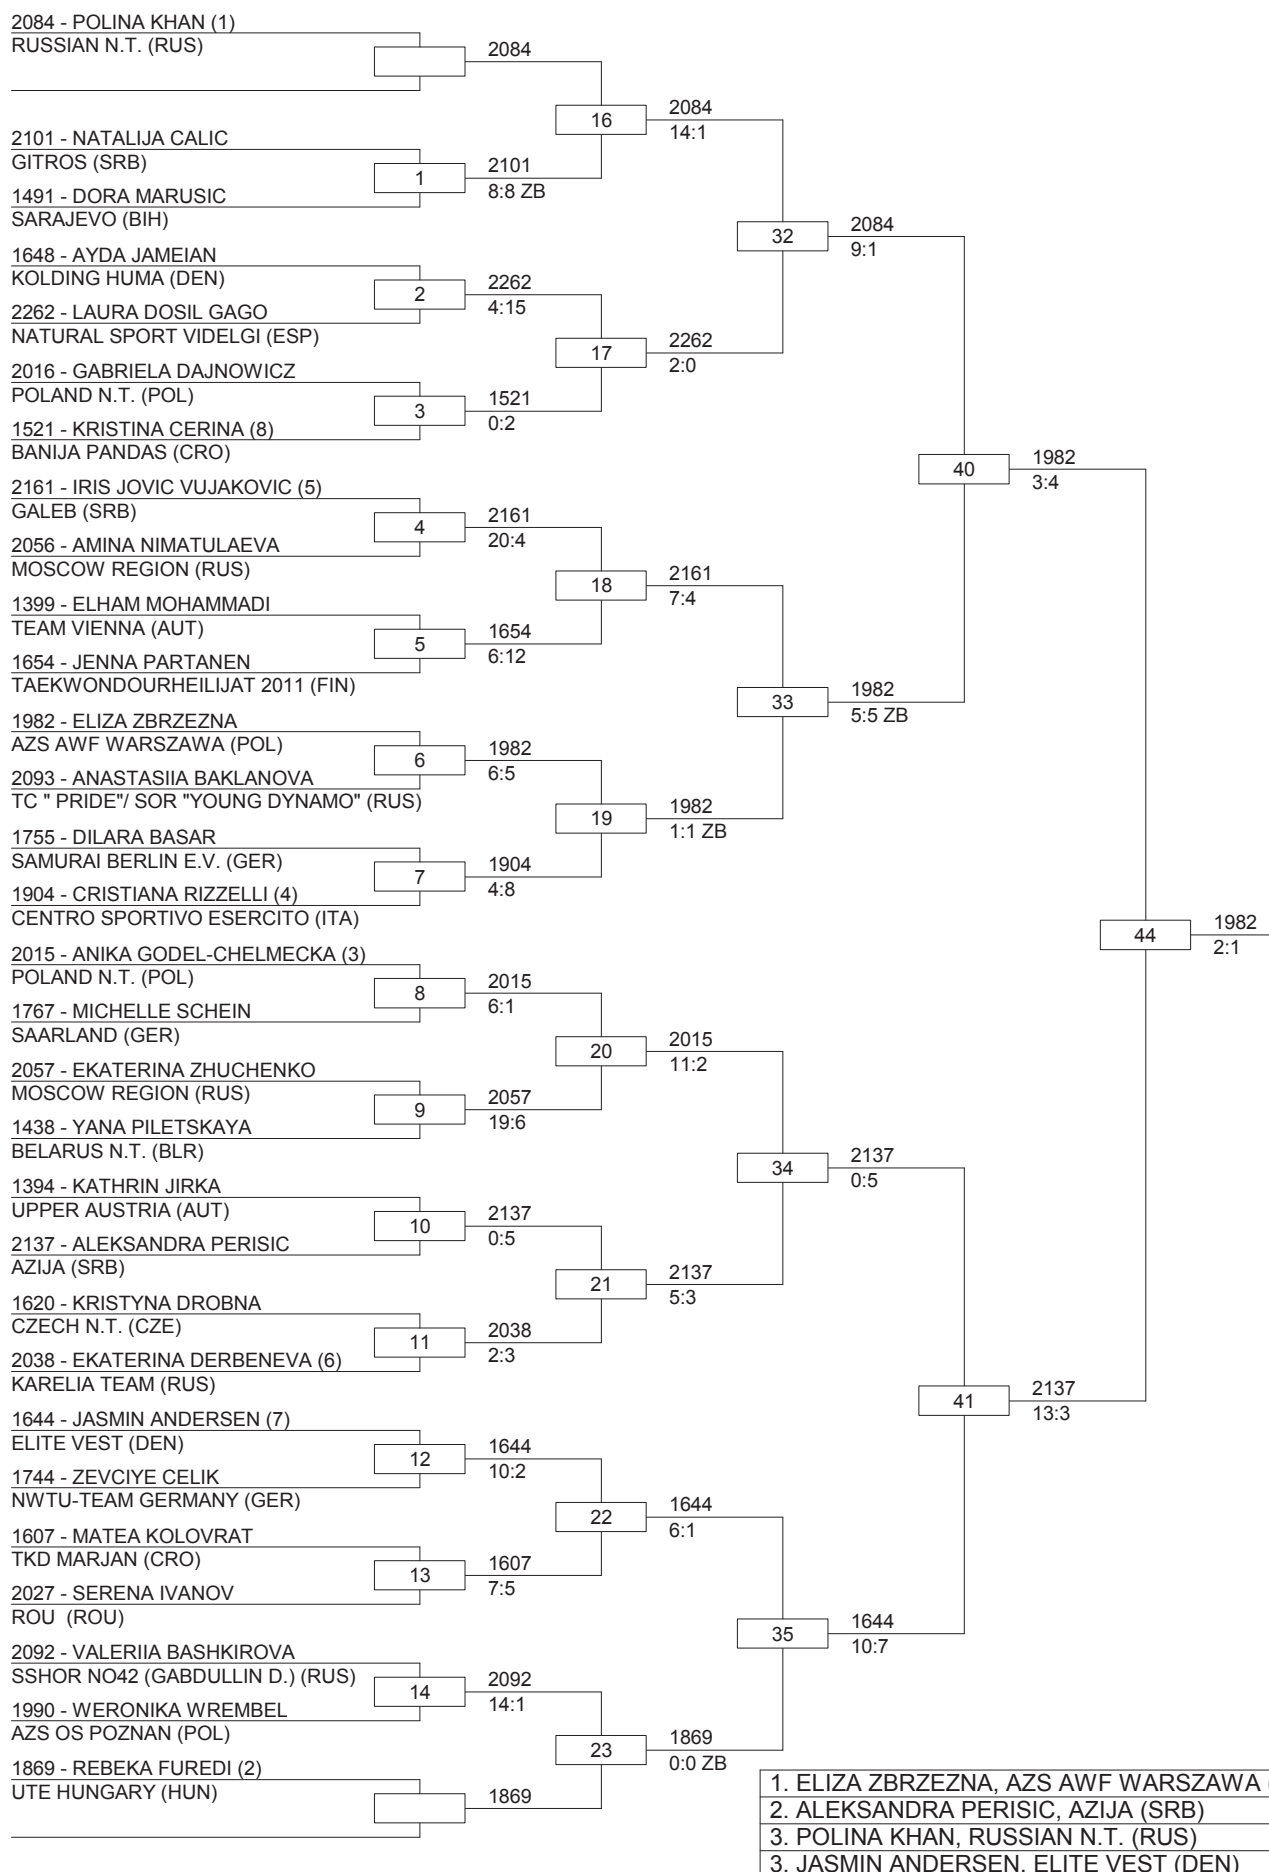 2084 - POLINA KHAN (1)
RUSSIAN N.T. (RUS)
2084
16
2084
14:1
2101 - NATALIJA CALIC
GITROS (SRB)
1
2101
8:8 ZB
1491 - DORA MARUSIC
SARAJEVO (BIH)
32
2084
9:1
1648 - AYDA JAMEIAN
KOLDING HUMA (DEN)
2
2262
4:15
2262 - LAURA DOSIL GAGO
NATURAL SPORT VIDELGI (ESP)
17
2262
2:0
2016 - GABRIELA DAJNOWICZ
POLAND N.T. (POL)
3
1521
0:2
1521 - KRISTINA CERINA (8)
BANIJA PANDAS (CRO)
40
1982
3:4
2161 - IRIS JOVIC VUJAKOVIC (5)
GALEB (SRB)
4
2161
20:4
2056 - AMINA NIMATULAEVA
MOSCOW REGION (RUS)
18
2161
7:4
1399 - ELHAM MOHAMMADI
TEAM VIENNA (AUT)
5
1654
6:12
1654 - JENNA PARTANEN
TAEKWONDOURHEILIJAT 2011 (FIN)
33
1982
5:5 ZB
1982 - ELIZA ZBRZEZNA
AZS AWF WARSZAWA (POL)
6
1982
6:5
2093 - ANASTASIIA BAKLANOVA
TC " PRIDE"/ SOR "YOUNG DYNAMO" (RUS)
19
1982
1:1 ZB
1755 - DILARA BASAR
SAMURAI BERLIN E.V. (GER)
7
1904
4:8
1904 - CRISTIANA RIZZELLI (4)
CENTRO SPORTIVO ESERCITO (ITA)
44
1982
2:1
2015 - ANIKA GODEL-CHELMECKA (3)
POLAND N.T. (POL)
8
2015
6:1
1767 - MICHELLE SCHEIN
SAARLAND (GER)
20
2015
11:2
2057 - EKATERINA ZHUCHENKO
MOSCOW REGION (RUS)
9
2057
19:6
1438 - YANA PILETSKAYA
BELARUS N.T. (BLR)
34
2137
0:5
1394 - KATHRIN JIRKA
UPPER AUSTRIA (AUT)
10
2137
0:5
2137 - ALEKSANDRA PERISIC
AZIJA (SRB)
21
2137
5:3
1620 - KRISTYNA DROBNA
CZECH N.T. (CZE)
11
2038
2:3
2038 - EKATERINA DERBENEVA (6)
KARELIA TEAM (RUS)
41
2137
13:3
1644 - JASMIN ANDERSEN (7)
ELITE VEST (DEN)
12
1644
10:2
1744 - ZEVCIYE CELIK
NWTU-TEAM GERMANY (GER)
22
1644
6:1
1607 - MATEA KOLOVRAT
TKD MARJAN (CRO)
13
1607
7:5
2027 - SERENA IVANOV
ROU (ROU)
35
1644
10:7
2092 - VALERIIA BASHKIROVA
SSHOR NO42 (GABDULLIN D.) (RUS)
14
2092
14:1
1990 - WERONIKA WREMBEL
AZS OS POZNAN (POL)
23
1869
0:0 ZB
1869 - REBEKA FUREDI (2)
UTE HUNGARY (HUN)
1869
1. ELIZA ZBRZEZNA, AZS AWF WARSZAWA
2. ALEKSANDRA PERISIC, AZIJA (SRB)
3. POLINA KHAN, RUSSIAN N.T. (RUS)
3. JASMIN ANDERSEN, ELITE VEST (DEN)